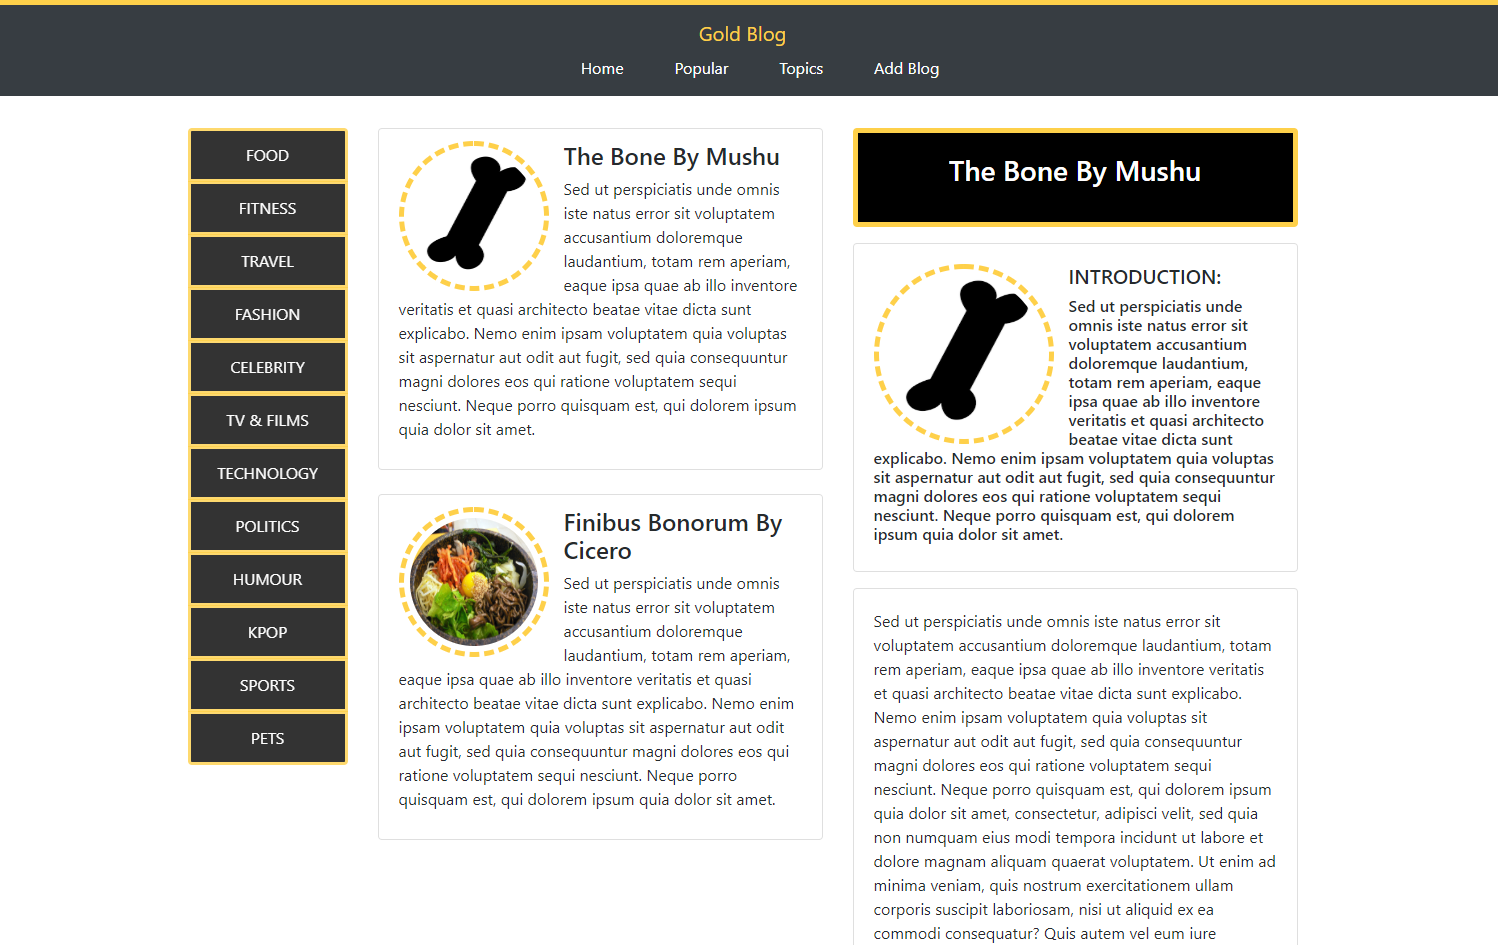 Gold Blog
Home Popular Topics Add Blog
FOOD
FITNESS
TRAVEL
FASHION
CELEBRITY
TV & FILMS
TECHNOLOGY
POLITICS
HUMOUR
KPOP
SPORTS
PETS
The Bone By Mushu
Sed ut perspiciatis unde omnis
iste natus error sit voluptatem
accusantium doloremque
laudantium, totam rem aperiam,
eaque ipsa quae ab illo inventore
veritatis et quasi architecto beatae vitae dicta sunt
explicabo. Nemo enim ipsam voluptatem quia voluptas
sit aspernatur aut odit aut fugit, sed quia consequuntur
magni dolores eos qui ratione voluptatem sequi
nesciunt. Neque porro quisquam est, qui dolorem ipsum
quia dolor sit amet.
Finibus Bonorum By
Cicero
Sed ut perspiciatis unde omnis
iste natus error sit voluptatem
accusantium doloremque
laudantium, totam rem aperiam,
eaque ipsa quae ab illo inventore veritatis et quasi
architecto beatae vitae dicta sunt explicabo. Nemo enim
ipsam voluptatem quia voluptas sit aspernatur aut odit
aut fugit, sed quia consequuntur magni dolores eos qui
ratione voluptatem sequi nesciunt. Neque porro
quisquam est, qui dolorem ipsum quia dolor sit amet.
The Bone By Mushu
INTRODUCTION:
Sed ut perspiciatis unde
omnis iste natus error sit
voluptatem accusantium
doloremque laudantium,
totam rem aperiam, eaque
ipsa quae ab illo inventore
veritatis et quasi architecto
beatae vitae dicta sunt
explicabo. Nemo enim ipsam voluptatem quia voluptas
sit aspernatur aut odit aut fugit, sed quia consequuntur
magni dolores eos qui ratione voluptatem sequi
nesciunt. Neque porro quisquam est, qui dolorem
ipsum quia dolor sit amet.
Sed ut perspiciatis unde omnis iste natus error sit
voluptatem accusantium doloremque laudantium, totam
rem aperiam, eaque ipsa quae ab illo inventore veritatis
et quasi architecto beatae vitae dicta sunt explicabo.
Nemo enim ipsam voluptatem quia voluptas sit
aspernatur aut odit aut fugit, sed quia consequuntur
magni dolores eos qui ratione voluptatem sequi
nesciunt. Neque porro quisquam est, qui dolorem ipsum
quia dolor sit amet, consectetur, adipisci velit, sed quia
non numquam eius modi tempora incidunt ut labore et
dolore magnam aliquam quaerat voluptatem. Ut enim ad
minima veniam, quis nostrum exercitationem ullam
corporis suscipit laboriosam, nisi ut aliquid ex ea
commodi consequatur? Quis autem vel eum iure